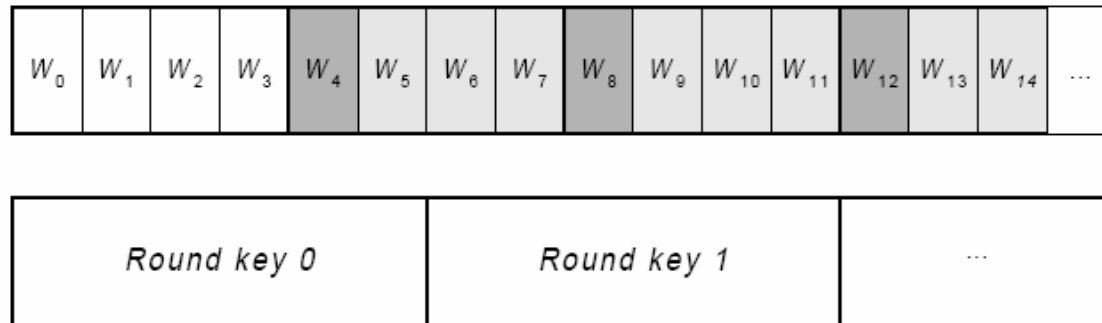 W₀ W₁ W₂ W₃ W₄ W₅ W₆ W₇ W₈ W₉ W₁₀ W₁₁ W₁₂ W₁₃ W₁₄ ...
Round key 0 Round key 1 ...